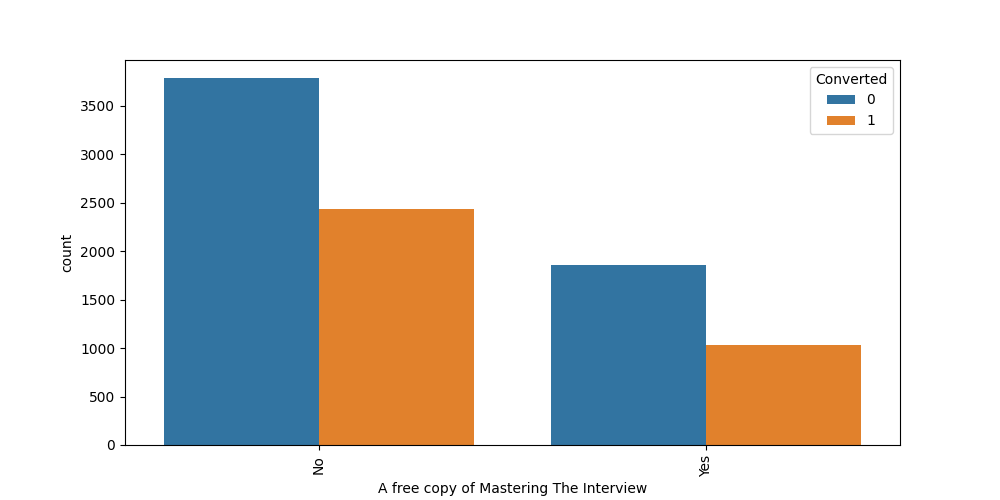 Converted
0
1
3500
3000
2500
2000
1500
1000
500
0
count
No
Yes
A free copy of Mastering The Interview